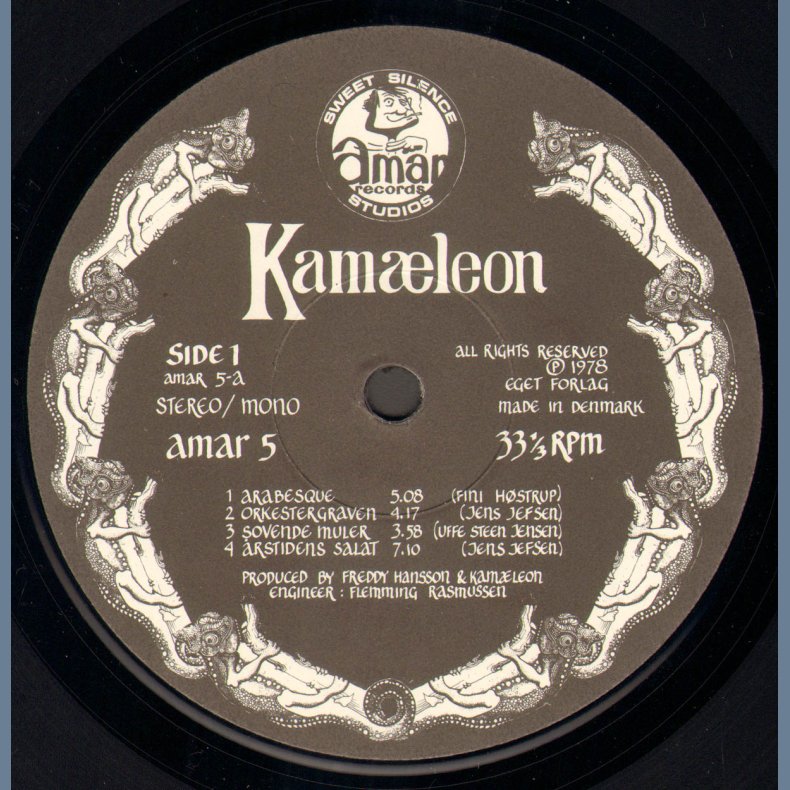 SWEET SILENCE
amar
records
STUDIOS
Kamæleon
SIDE 1
amar 5-a
STEREO/mono
amar 5
ALL RIGHTS RESERVED
Ⓟ 1978
EGET FORLAG
MADE IN DENMARK
33⅓ RPM
1 ARABESQUE 5.08 (FINI HØSTRUP)
2 ORKESTERGRAVEN 4.17 (JENS JEFSEN)
3 SOVENDE MULER 3.58 (UFFE STEEN JENSEN)
4 ÅRSTIDENS SALAT 7.10 (JENS JEFSEN)
PRODUCED BY FREDDY HANSSON & KAMÆLEON
ENGINEER : FLEMMING RASMUSSEN